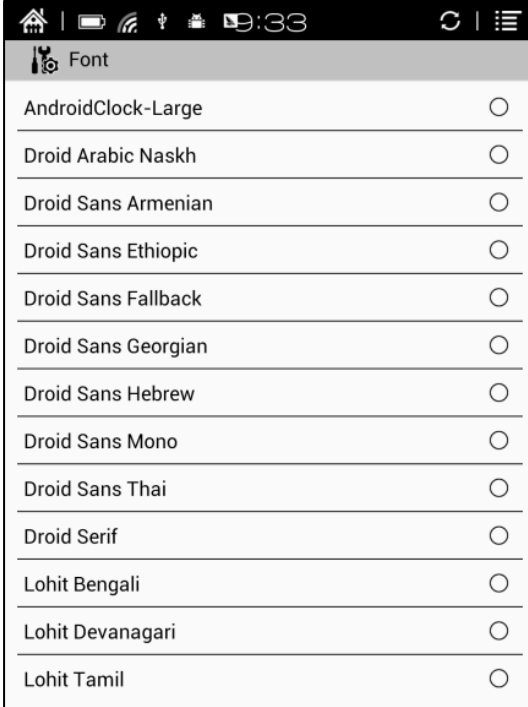 9:33
Font
AndroidClock-Large
Droid Arabic Naskh
Droid Sans Armenian
Droid Sans Ethiopic
Droid Sans Fallback
Droid Sans Georgian
Droid Sans Hebrew
Droid Sans Mono
Droid Sans Thai
Droid Serif
Lohit Bengali
Lohit Devanagari
Lohit Tamil